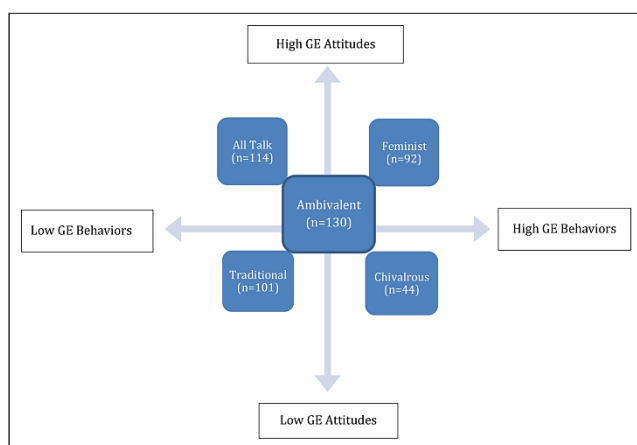 High GE Attitudes
All Talk
(n=114)
Feminist
(n=92)
Ambivalent
(n=130)
Low GE Behaviors
High GE Behaviors
Traditional
(n=101)
Chivalrous
(n=44)
Low GE Attitudes